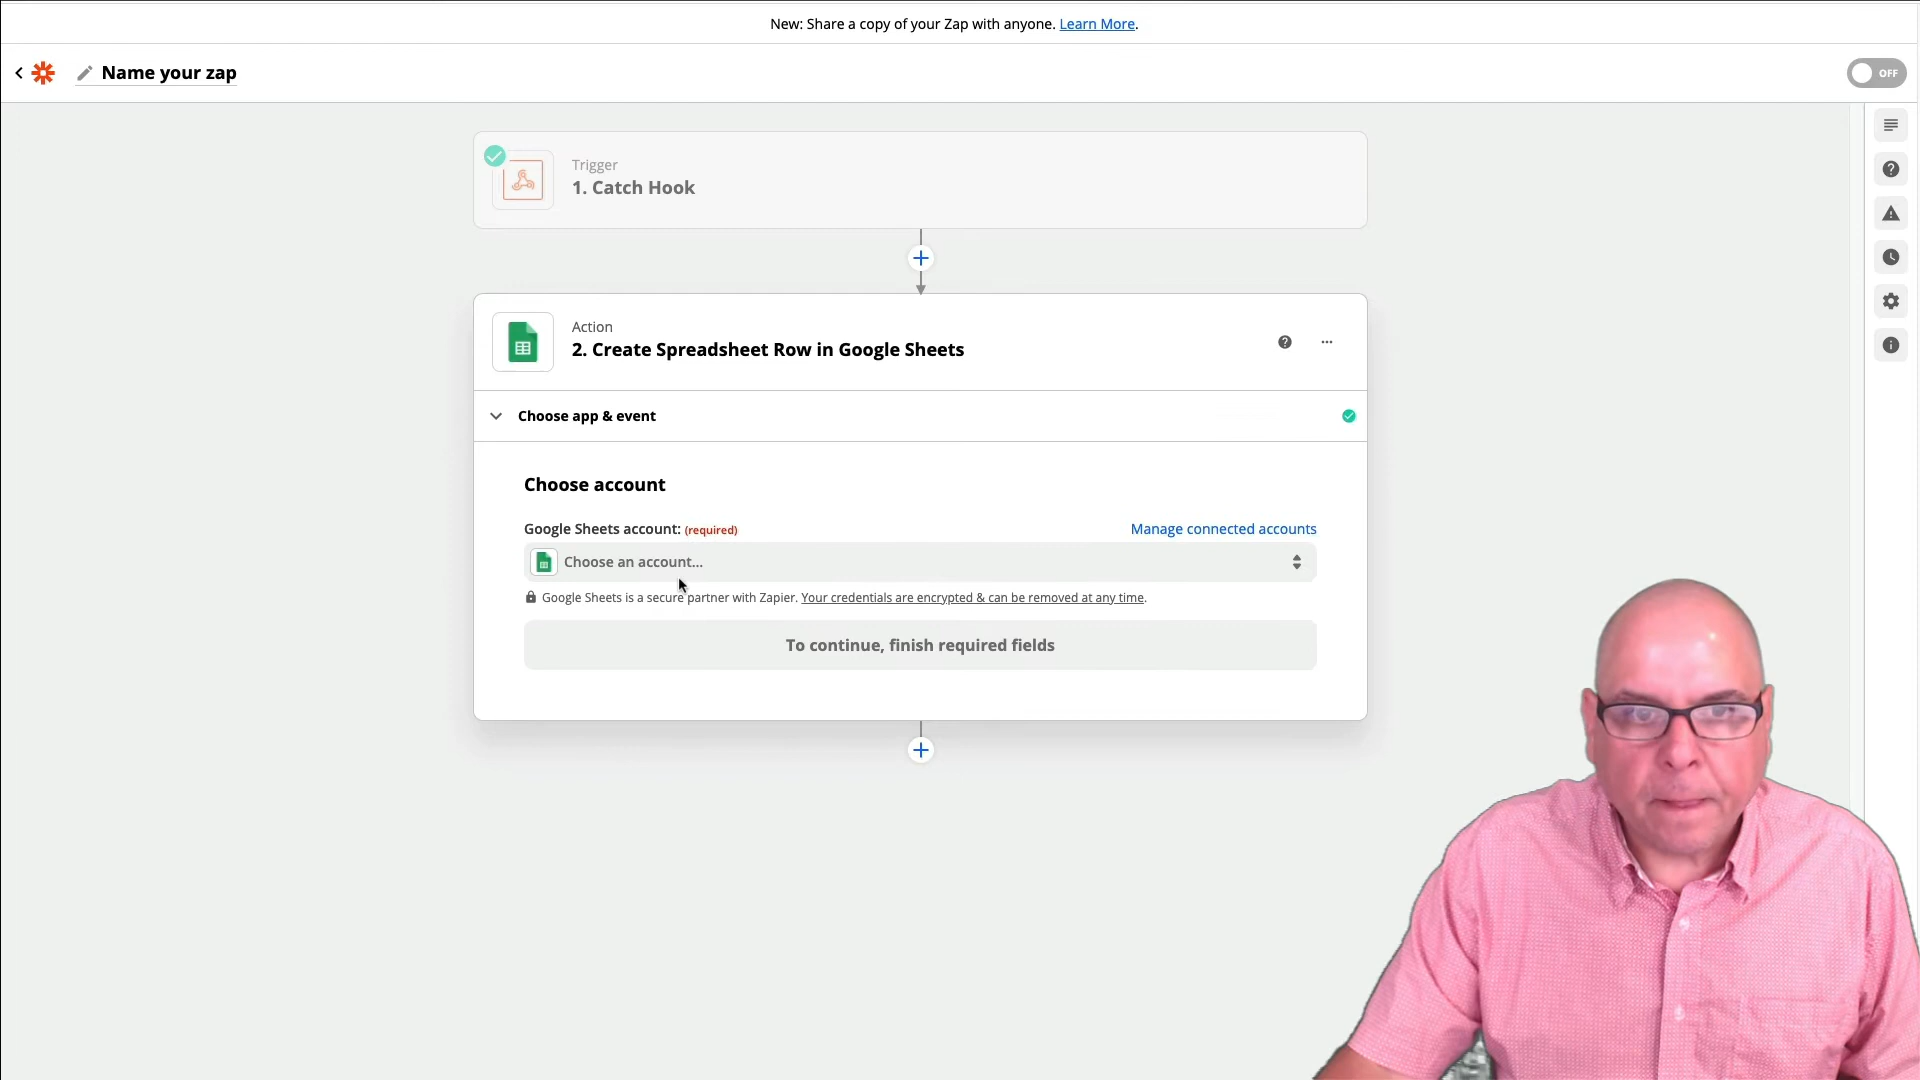 New: Share a copy of your Zap with anyone. Learn More.
Name your zap
OFF
Trigger
1. Catch Hook
Action
2. Create Spreadsheet Row in Google Sheets
Choose app & event
Choose account
Google Sheets account: (required)
Manage connected accounts
Choose an account...
Google Sheets is a secure partner with Zapier. Your credentials are encrypted & can be removed at any time.
To continue, finish required fields